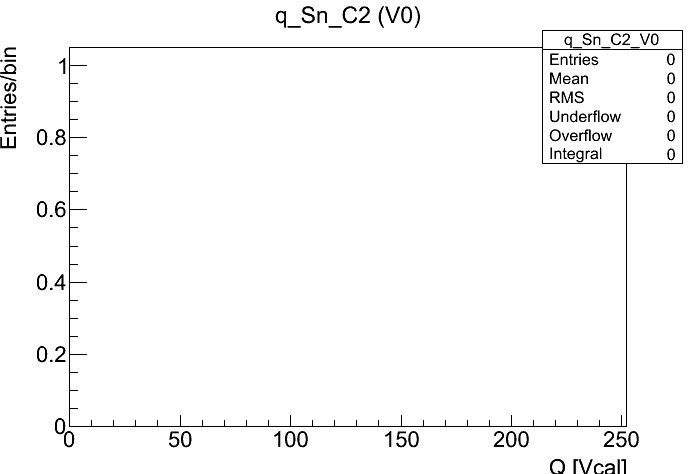 q_Sn_C2 (V0)
q_Sn_C2_V0
Entries 0
Mean 0
RMS 0
Underflow 0
Overflow 0
Integral 0
Entries/bin
1
0.8
0.6
0.4
0.2
0
0 50 100 150 200 250
Q [Vcal]